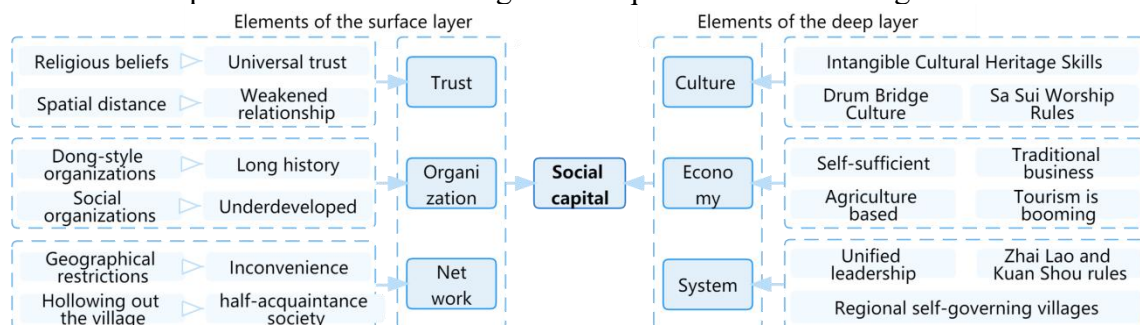 Elements of the surface layer
Elements of the deep layer
Religious beliefs
Universal trust
Spatial distance
Weakened
relationship
Trust
Dong-style
organizations
Long history
Social
organizations
Underdeveloped
Organi
zation
Geographical
restrictions
Inconvenience
Hollowing out
the village
half-acquaintance
society
Net
work
Social
capital
Culture
Intangible Cultural Heritage Skills
Drum Bridge
Culture
Sa Sui Worship
Rules
Econo
my
Self-sufficient
Traditional
business
Agriculture
based
Tourism is
booming
System
Unified
leadership
Zhai Lao and
Kuan Shou rules
Regional self-governing villages